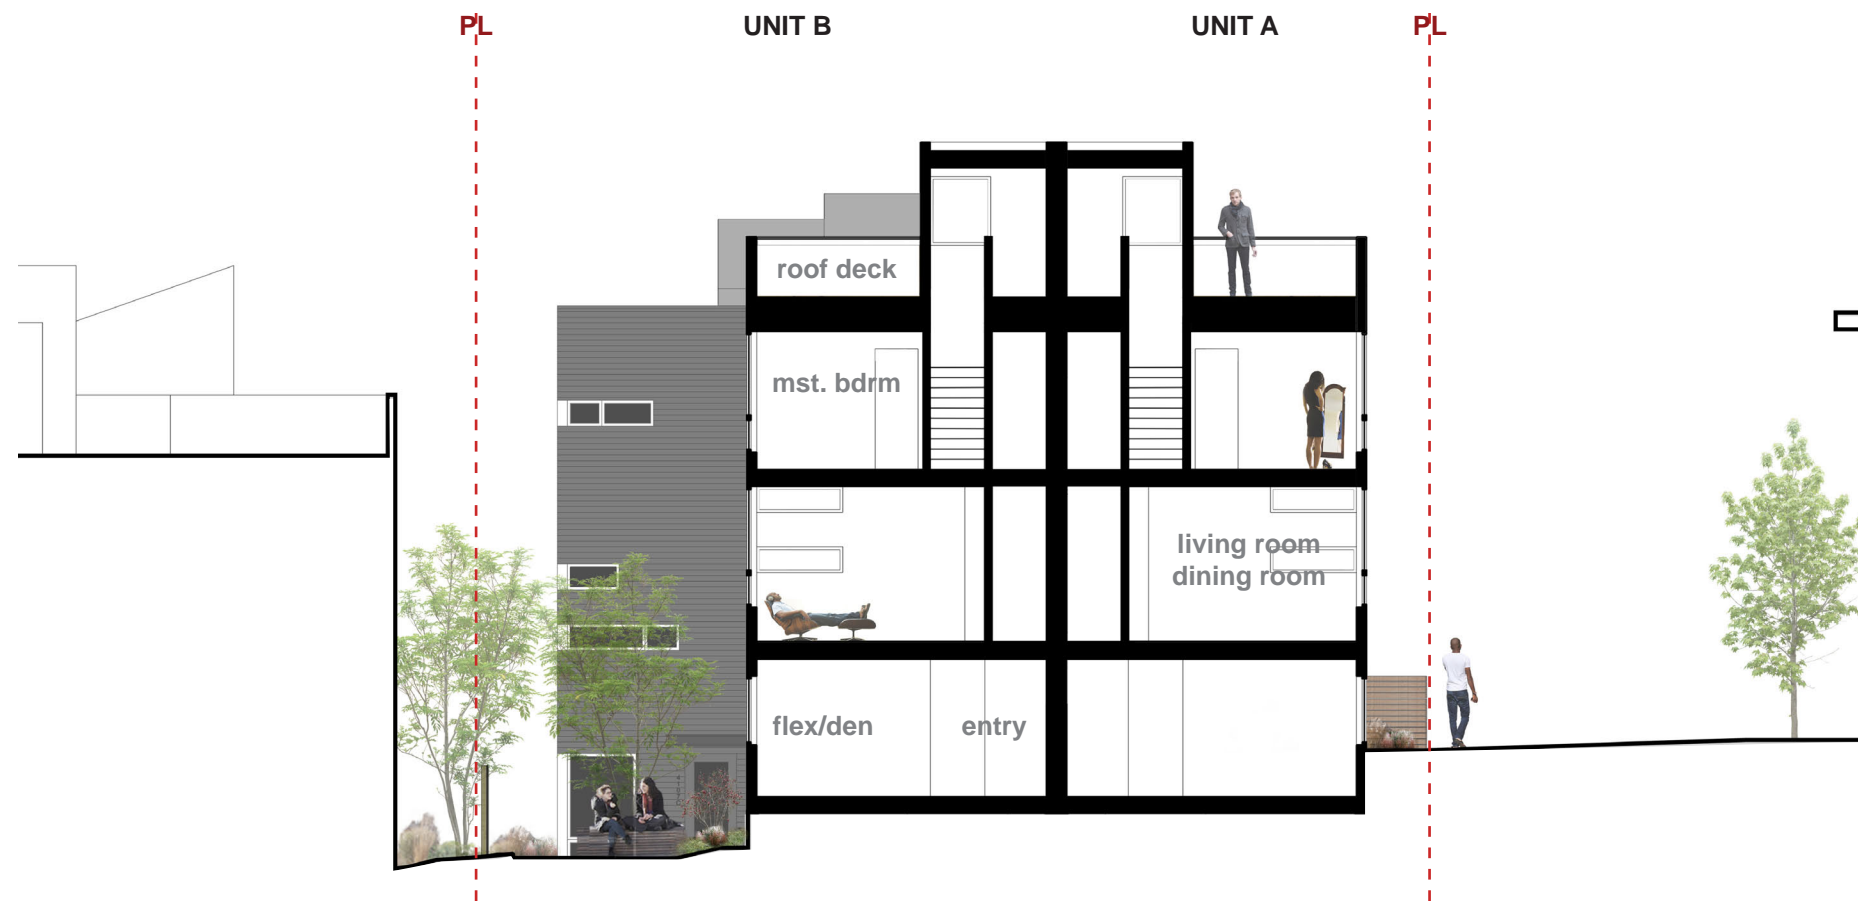 PL
UNIT B
UNIT A
PL
roof deck
mst. bdrm
living room
dining room
flex/den
entry